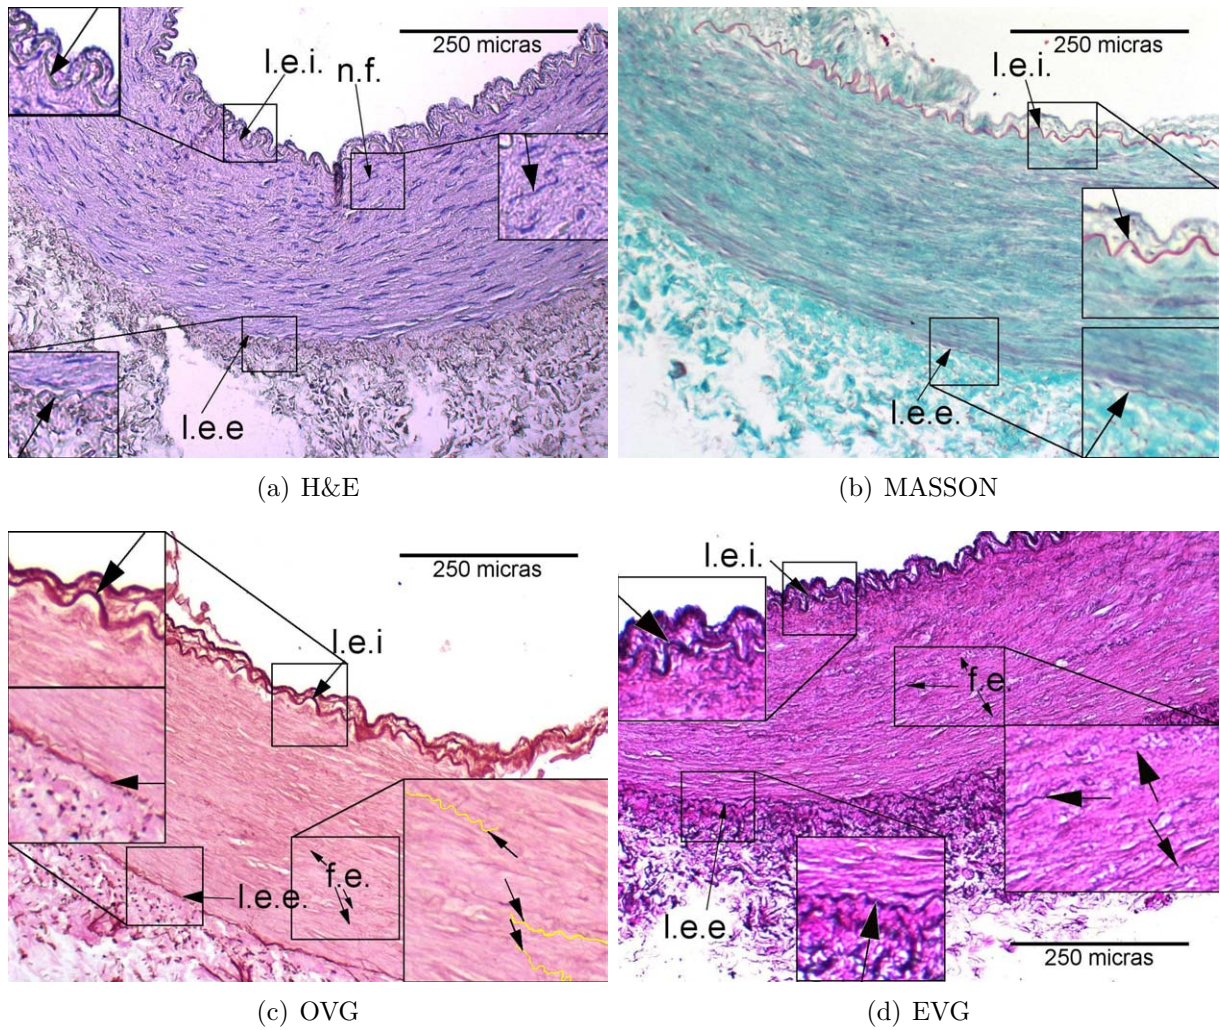 250 micras
l.e.i.
n.f.
l.e.e
(a) H&E
250 micras
l.e.i.
l.e.e.
(b) MASSON
250 micras
l.e.i
l.e.e.
f.e.
(c) OVG
l.e.i.
f.e.
l.e.e.
250 micras
(d) EVG